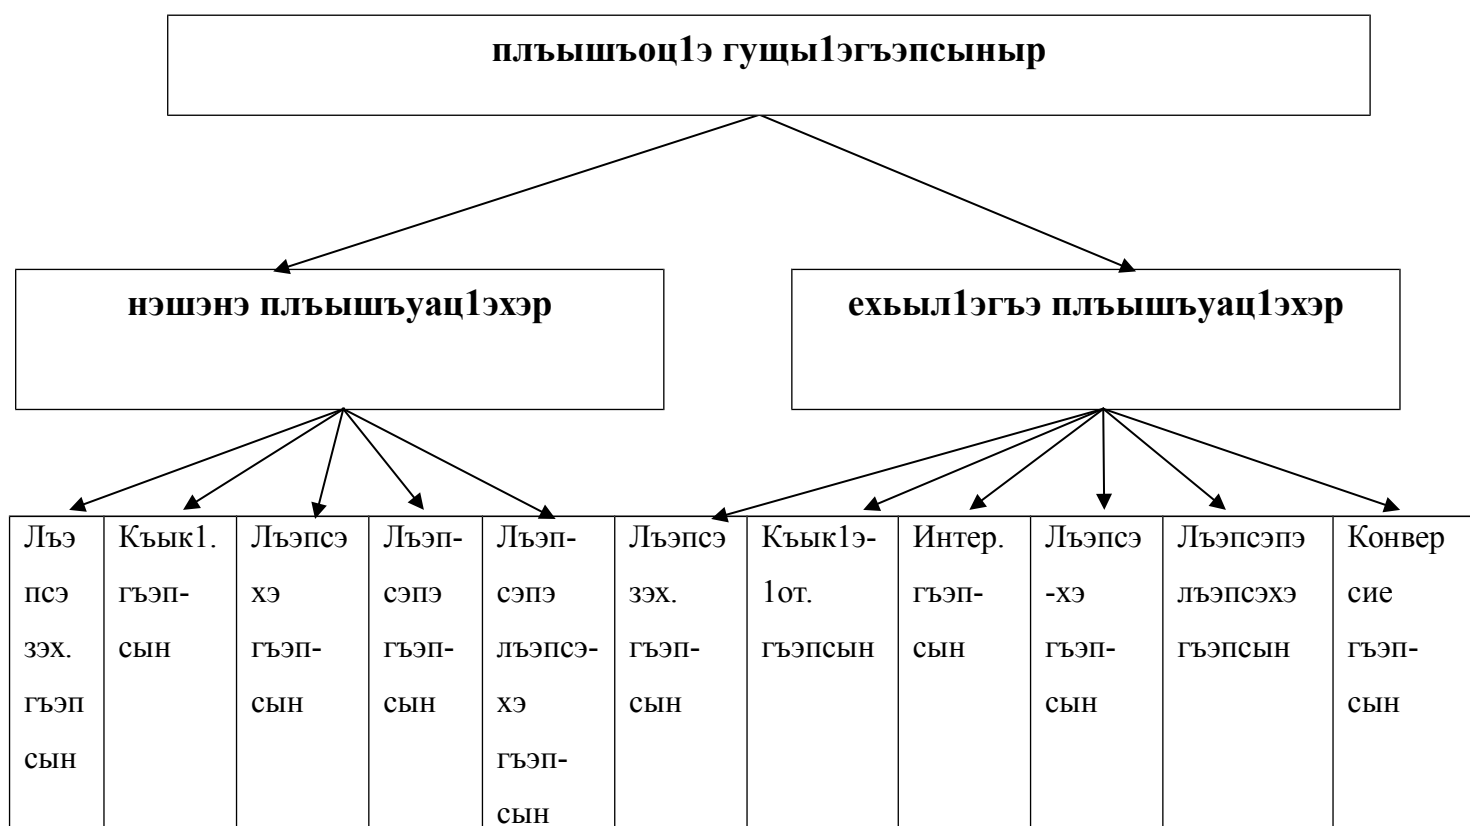 плъышъоц1э гущы1эгъэпсыныр
нэшэнэ плъышъуац1эхэр
ехьыл1эгъэ плъышъуац1эхэр
Лъэ
псэ
зэх.
гъэп
сын
Къык1.
гъэп-
сын
Лъэпсэ
хэ
гъэп-
сын
Лъэп-
сэпэ
гъэп-
сын
Лъэп-
сэпэ
лъэпсэ-
хэ
гъэп-
сын
Лъэпсэ
зэх.
гъэп-
сын
Къык1э-
1от.
гъэпсын
Интер.
гъэп-
сын
Лъэпсэ
-хэ
гъэп-
сын
Лъэпсэпэ
лъэпсэхэ
гъэпсын
Конвер
сие
гъэп-
сын